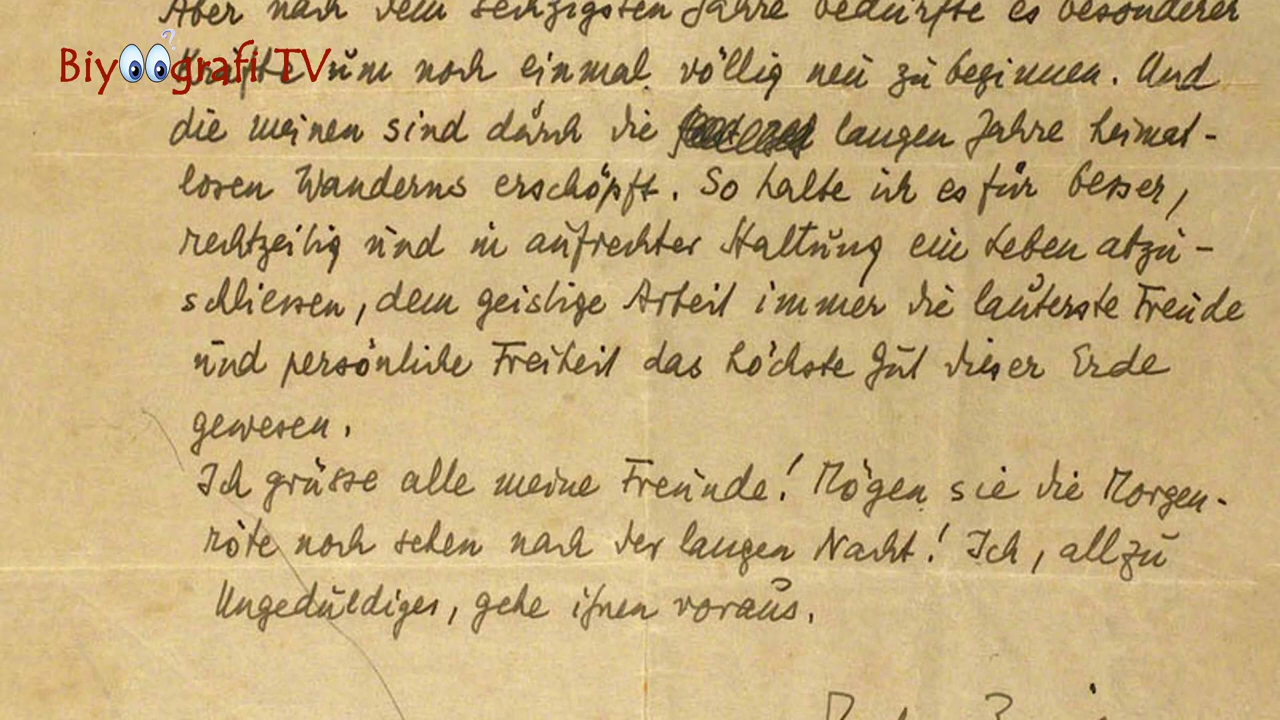 Aber nach dem sechzigsten Jahre bedürfte es besonderer
Biyografi TV
Kräfte um noch einmal völlig neu zu beginnen. Und
die meinen sind durch die langen Jahre heimat-
losen Wanderns erschöpft. So halte ich es für besser,
rechtzeitig und in aufrechter Haltung ein Leben abzu-
schliessen, dem geistige Arbeit immer die lauterste Freude
und persönliche Freiheit das höchste Gut dieser Erde
gewesen.
Ich grüsse alle meine Freunde! Mögen sie die Morgen-
röte noch sehen nach der langen Nacht! Ich, allzu
Ungeduldiger, gehe ihnen voraus.